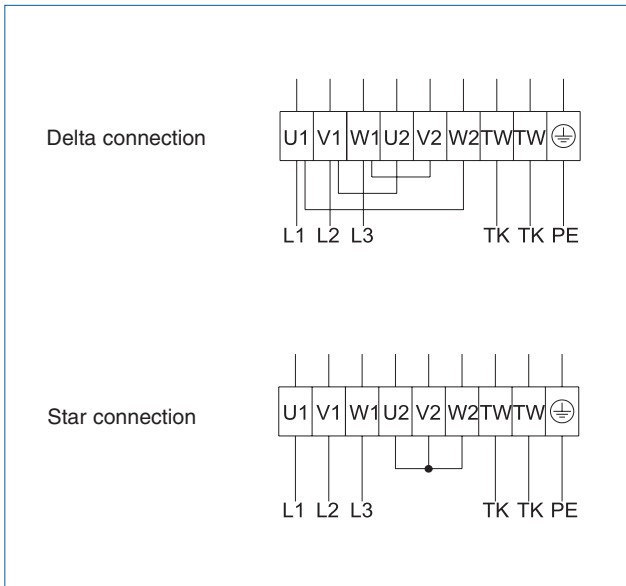 Delta connection
U1 V1 W1 U2 V2 W2 TW TW
L1 L2 L3 TK TK PE
Star connection
U1 V1 W1 U2 V2 W2 TW TW
L1 L2 L3 TK TK PE